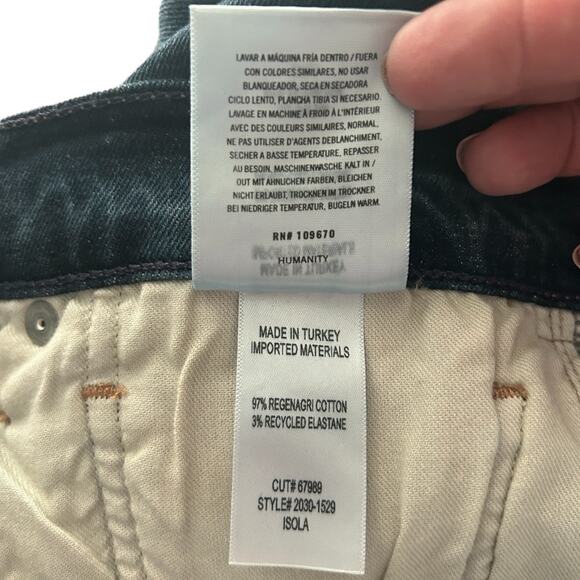 LAVAR A MÁQUINA FRÍA DENTRO / FUERA
CON COLORES SIMILARES, NO USAR
BLANQUEADOR, SECA EN SECADORA
CICLO LENTO, PLANCHA TIBIA SI NECESARIO.
LAVAGE EN MACHINE À FROID À L'INTÉRIEUR
AVEC DES COULEURS SIMILAIRES, NORMAL,
NE PAS UTILISER D'AGENTS DEBLANCHIMENT,
SECHER A BASSE TEMPERATURE, REPASSER
AU BESOIN, MASCHINENWASCHE KALT IN /
OUT MIT AHNLICHEN FARBEN, BLEICHEN
NICHT ERLAUBT, TROCKNEN IM TROCKNER
BEI NIEDRIGER TEMPERATUR, BUGELN WARM.
RN# 109670
HUMANITY
MADE IN TURKEY
IMPORTED MATERIALS
97% REGENAGRI COTTON
3% RECYCLED ELASTANE
CUT# 67989
STYLE# 2030-1529
ISOLA